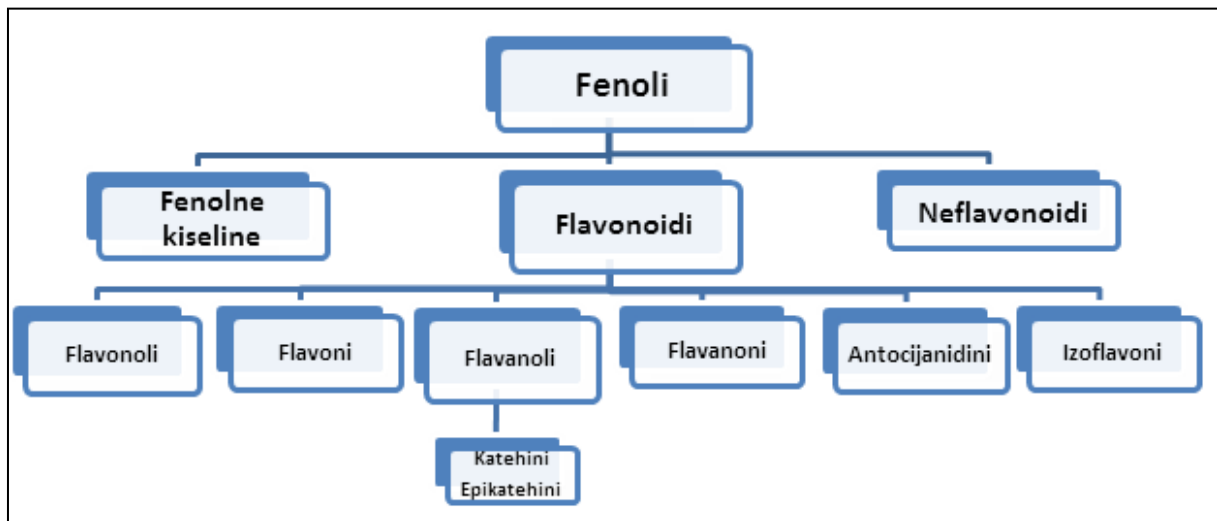 Fenoli
Fenolne
kiseline
Flavonoidi
Neflavonoidi
Flavonoli
Flavoni
Flavanoli
Flavanoni
Antocijanidini
Izoflavoni
Katehini
Epikatehini